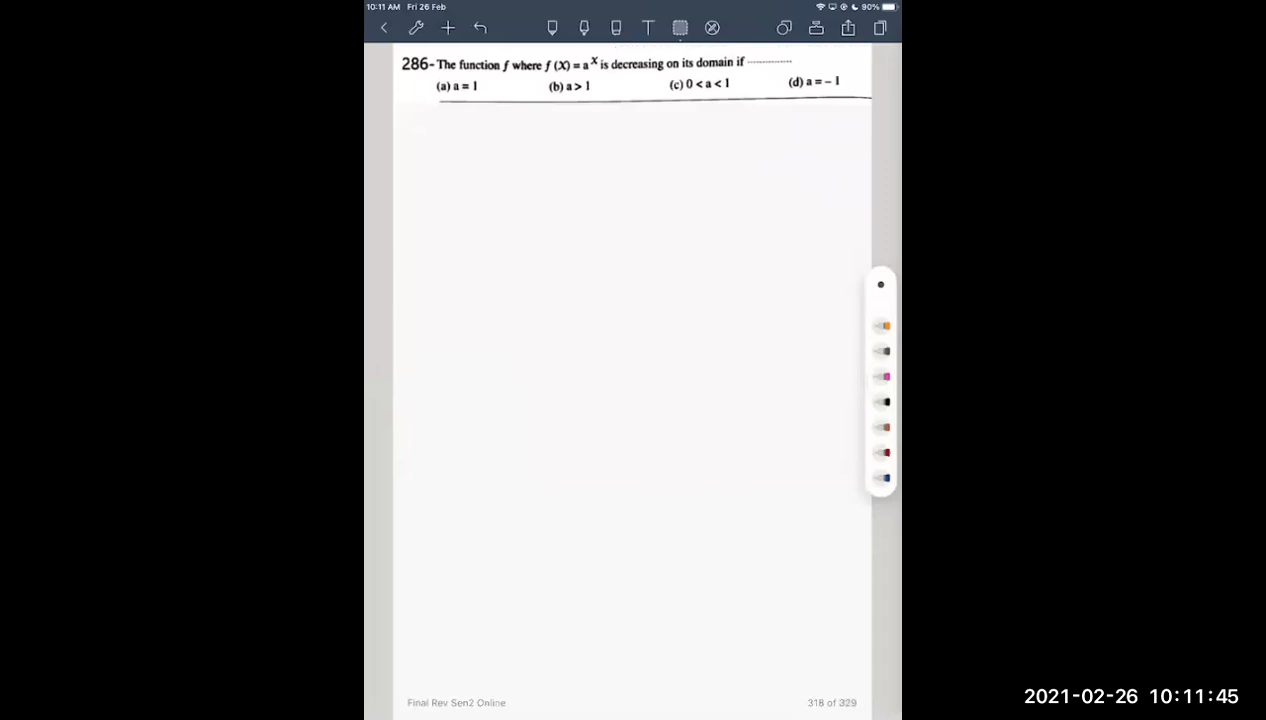 10:11 AM Fri 26 Feb
90%
286- The function f where f (X) = a^X is decreasing on its domain if ..............
(a) a = 1 (b) a > 1 (c) 0 < a < 1 (d) a = – 1
Final Rev Sen2 Online 318 of 329
2021-02-26 10:11:45